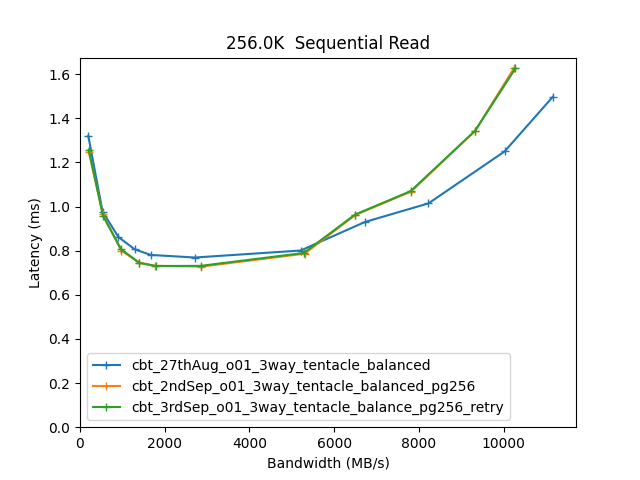 256.0K  Sequential Read
Latency (ms)
1.6
1.4
1.2
1.0
0.8
0.6
0.4
0.2
0.0
cbt_27thAug_o01_3way_tentacle_balanced
cbt_2ndSep_o01_3way_tentacle_balanced_pg256
cbt_3rdSep_o01_3way_tentacle_balance_pg256_retry
0 2000 4000 6000 8000 10000
Bandwidth (MB/s)